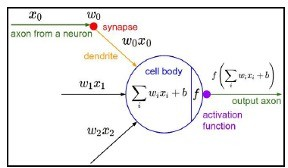 x₀ w₀
axon from a neuron synapse
w₀x₀
dendrite
cell body
f(∑ᵢ wᵢxᵢ + b)
w₁x₁
∑ᵢ wᵢxᵢ + b f
output axon
activation
function
w₂x₂